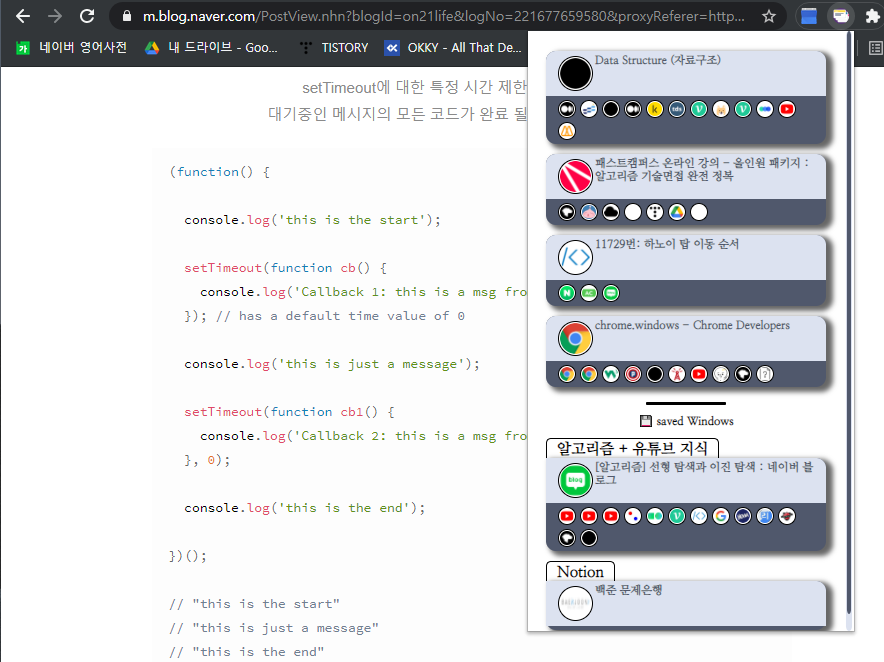 m.blog.naver.com/PostView.nhn?blogId=on21life&logNo=221677659580&proxyReferer=http...
네이버 영어사전
내 드라이브 - Goo...
TISTORY
OKKY - All That De...
setTimeout에 대한 특정 시간 제한
대기중인 메시지의 모든 코드가 완료 될
(function() {
console.log('this is the start');
setTimeout(function cb() {
console.log('Callback 1: this is a msg fro
}); // has a default time value of 0
console.log('this is just a message');
setTimeout(function cb1() {
console.log('Callback 2: this is a msg fro
}, 0);
console.log('this is the end');
})();
// "this is the start"
// "this is just a message"
// "this is the end"
Data Structure (자료구조)
패스트캠퍼스 온라인 강의 - 올인원 패키지 :
알고리즘 기술면접 완전 정복
11729번: 하노이 탑 이동 순서
chrome.windows - Chrome Developers
saved Windows
알고리즘 + 유튜브 지식
[알고리즘] 선형 탐색과 이진 탐색 : 네이버 블
로그
Notion
백준 문제은행